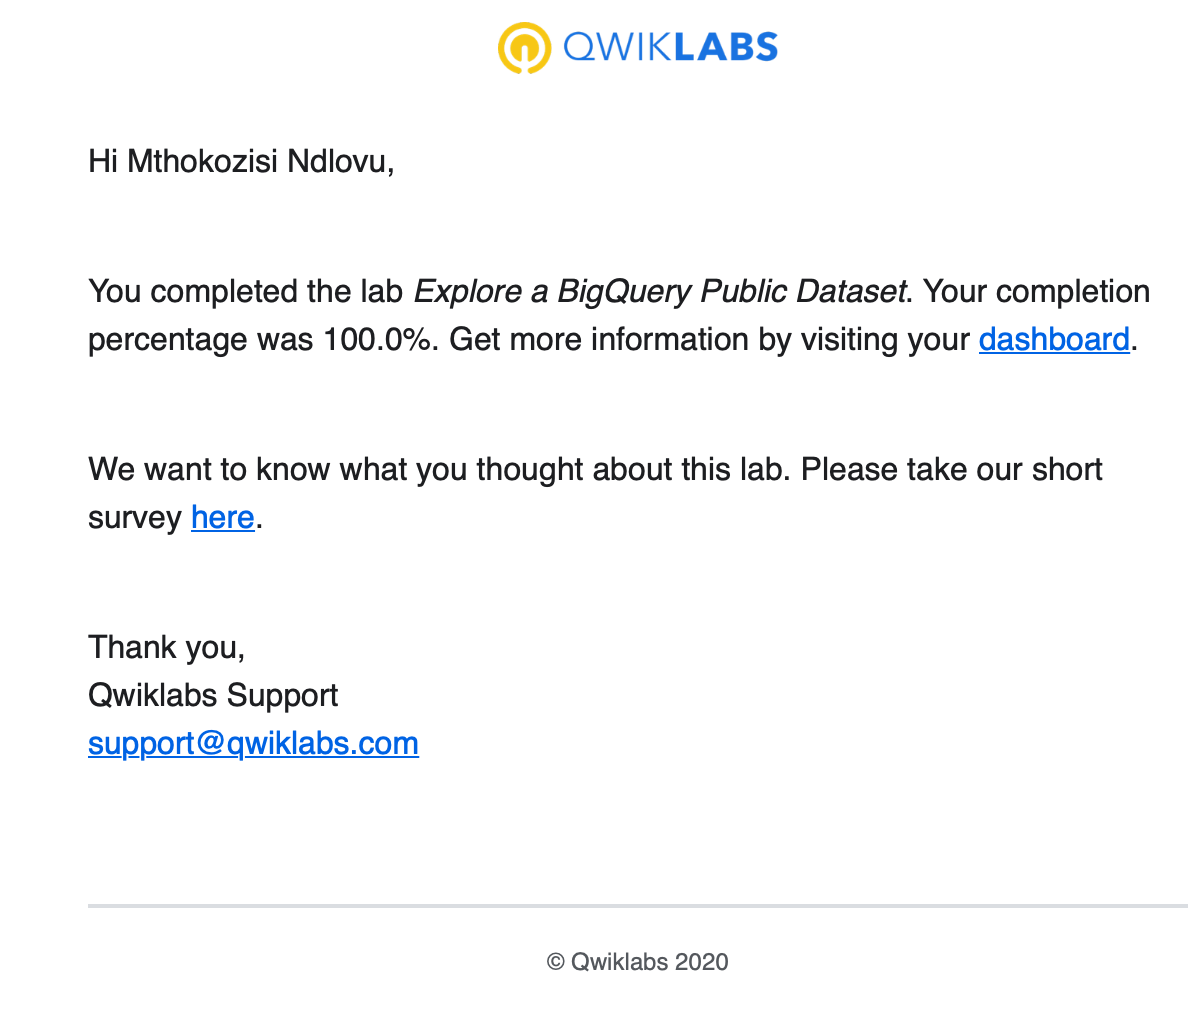 QWIKLABS
Hi Mthokozisi Ndlovu,
You completed the lab Explore a BigQuery Public Dataset. Your completion
percentage was 100.0%. Get more information by visiting your dashboard.
We want to know what you thought about this lab. Please take our short
survey here.
Thank you,
Qwiklabs Support
support@qwiklabs.com
© Qwiklabs 2020